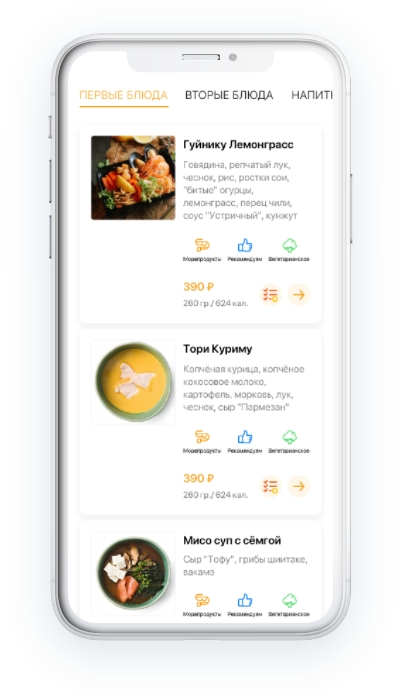 ПЕРВЫЕ БЛЮДА ВТОРЫЕ БЛЮДА НАПИТК
Гуйнику Лемонграсс
Говядина, репчатый лук,
чеснок, рис, ростки сои,
"битые" огурцы,
лемонграсс, перец чили,
соус "Устричный", кунжут
Морепродукты Рекомендуем Вегетарианское
390 ₽
260 гр./ 624 кал.
Тори Куриму
Копчёная курица, копчёное
кокосовое молоко,
картофель, морковь, лук,
чеснок, сыр "Пармезан"
Морепродукты Рекомендуем Вегетарианское
390 ₽
260 гр./ 624 кал.
Мисо суп с сёмгой
Сыр "Тофу", грибы шиитаке,
вакамэ
Морепродукты Рекомендуем Вегетарианское